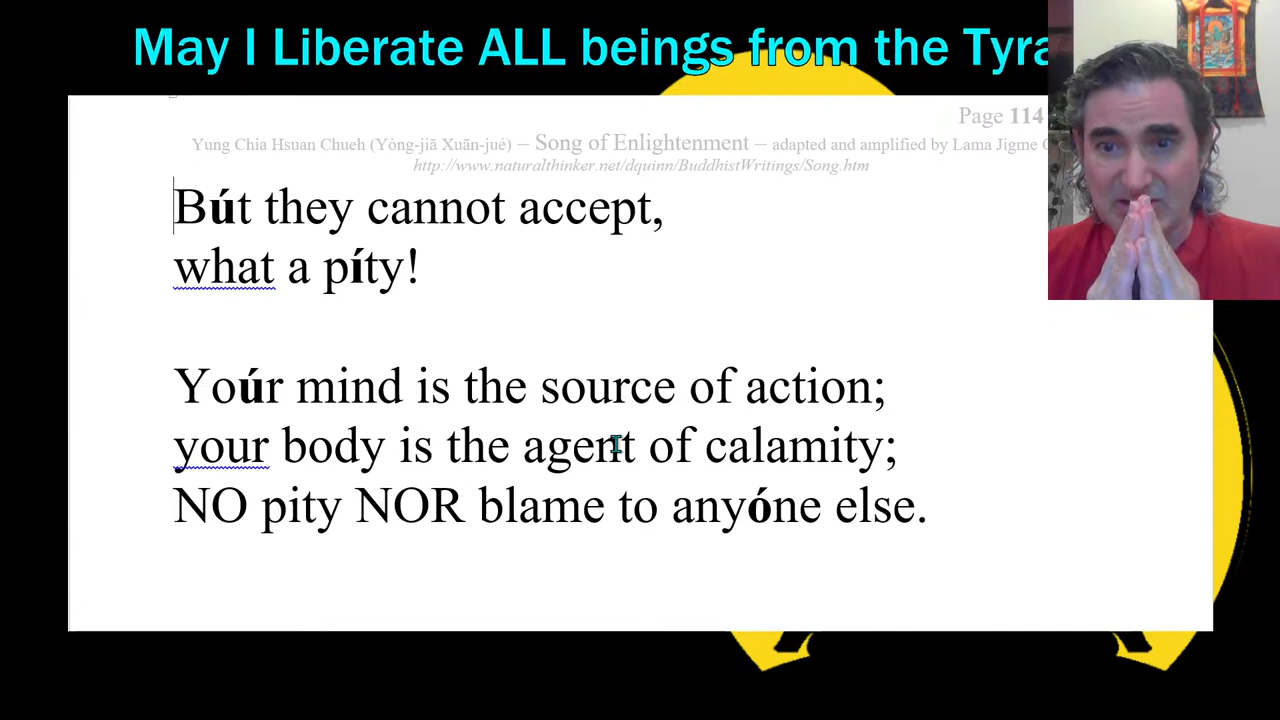 May I Liberate ALL beings from the Tyra
Page 114
Yung Chia Hsuan Chueh (Yòng-jiā Xuān-jué) – Song of Enlightenment – adapted and amplified by Lama Jigme
http://www.naturalthinker.net/dquinn/BuddhistWritings/Song.htm
Bút they cannot accept,
what a píty!
Yoúr mind is the source of action;
your body is the agent of calamity;
NO pity NOR blame to anyóne else.